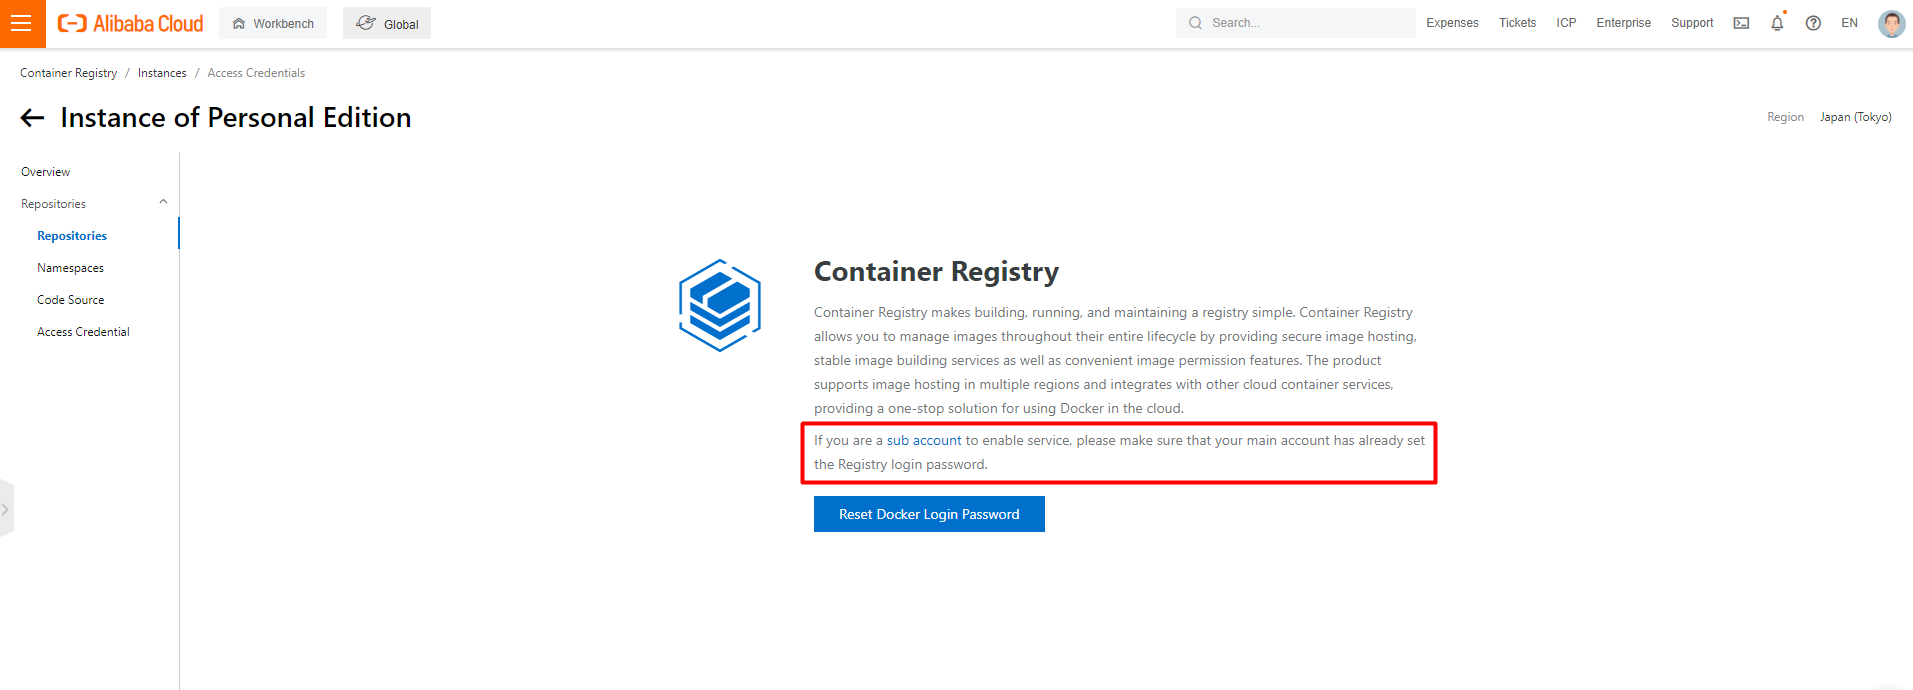 Alibaba Cloud
Workbench
Global
Search...
Expenses
Tickets
ICP
Enterprise
Support
EN
Container Registry / Instances / Access Credentials
Instance of Personal Edition
Region Japan (Tokyo)
Overview
Repositories
Repositories
Namespaces
Code Source
Access Credential
Container Registry
Container Registry makes building, running, and maintaining a registry simple. Container Registry
allows you to manage images throughout their entire lifecycle by providing secure image hosting,
stable image building services as well as convenient image permission features. The product
supports image hosting in multiple regions and integrates with other cloud container services,
providing a one-stop solution for using Docker in the cloud.
If you are a sub account to enable service, please make sure that your main account has already set
the Registry login password.
Reset Docker Login Password